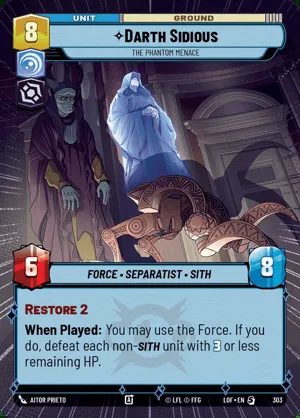 UNIT GROUND
8
✧DARTH SIDIOUS
THE PHANTOM MENACE
6 8
FORCE • SEPARATIST • SITH
RESTORE 2
When Played: You may use the Force. If you
do, defeat each non-SITH unit with 3 or less
remaining HP.
AITOR PRIETO © LFL © FFG LOF • EN 303